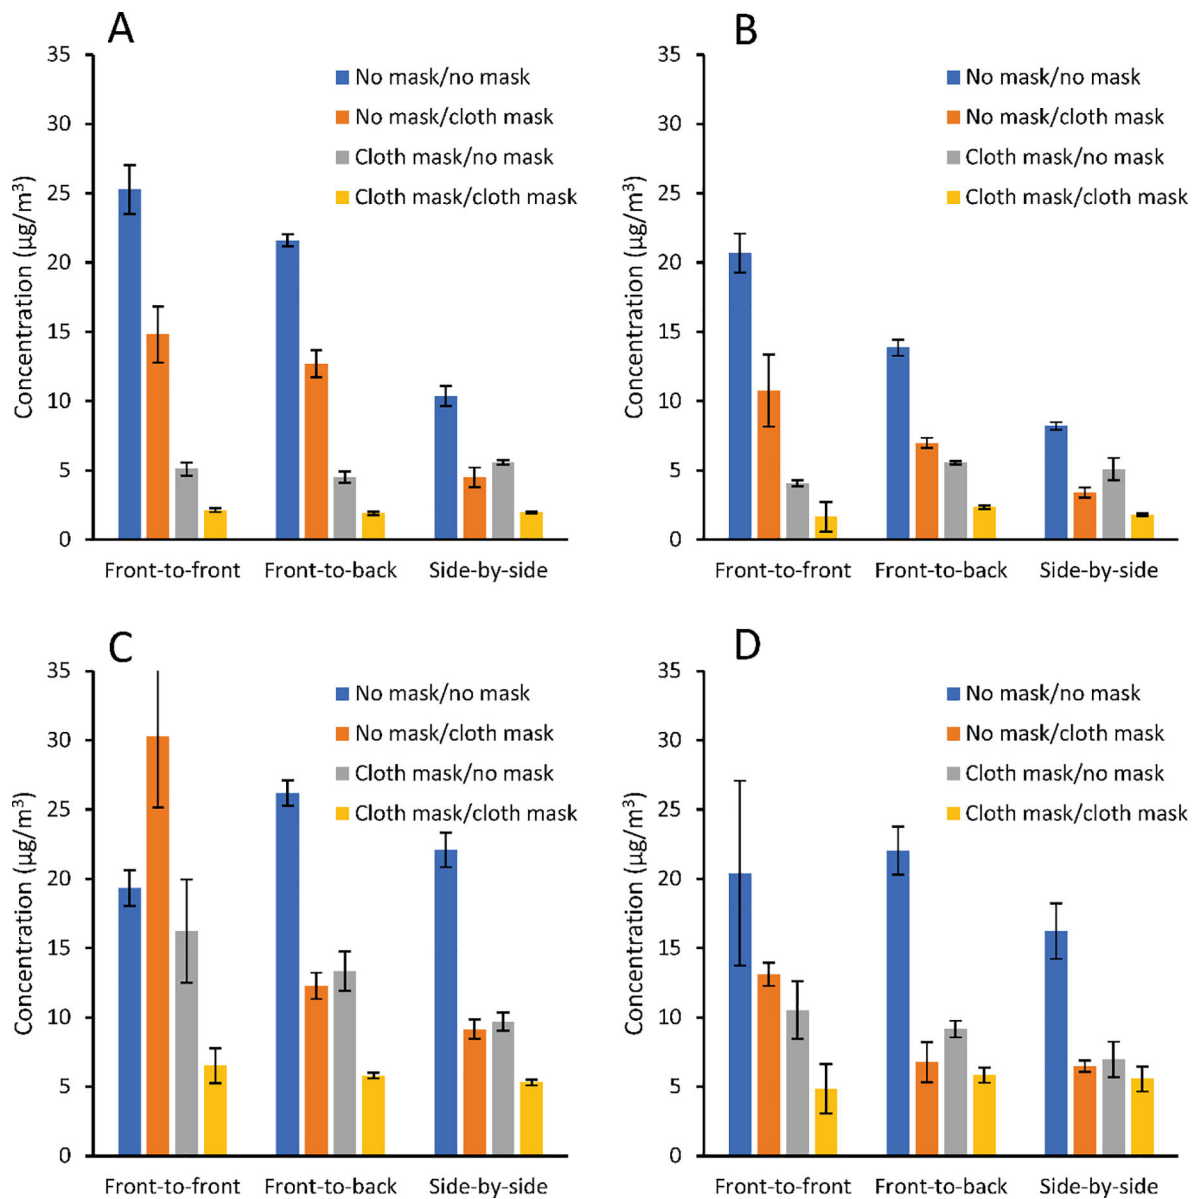 A
Concentration (µg/m³)
35
30
25
20
15
10
5
0
No mask/no mask
No mask/cloth mask
Cloth mask/no mask
Cloth mask/cloth mask
Front-to-front Front-to-back Side-by-side
B
Concentration (µg/m³)
35
30
25
20
15
10
5
0
No mask/no mask
No mask/cloth mask
Cloth mask/no mask
Cloth mask/cloth mask
Front-to-front Front-to-back Side-by-side
C
Concentration (µg/m³)
35
30
25
20
15
10
5
0
No mask/no mask
No mask/cloth mask
Cloth mask/no mask
Cloth mask/cloth mask
Front-to-front Front-to-back Side-by-side
D
Concentration (µg/m³)
35
30
25
20
15
10
5
0
No mask/no mask
No mask/cloth mask
Cloth mask/no mask
Cloth mask/cloth mask
Front-to-front Front-to-back Side-by-side